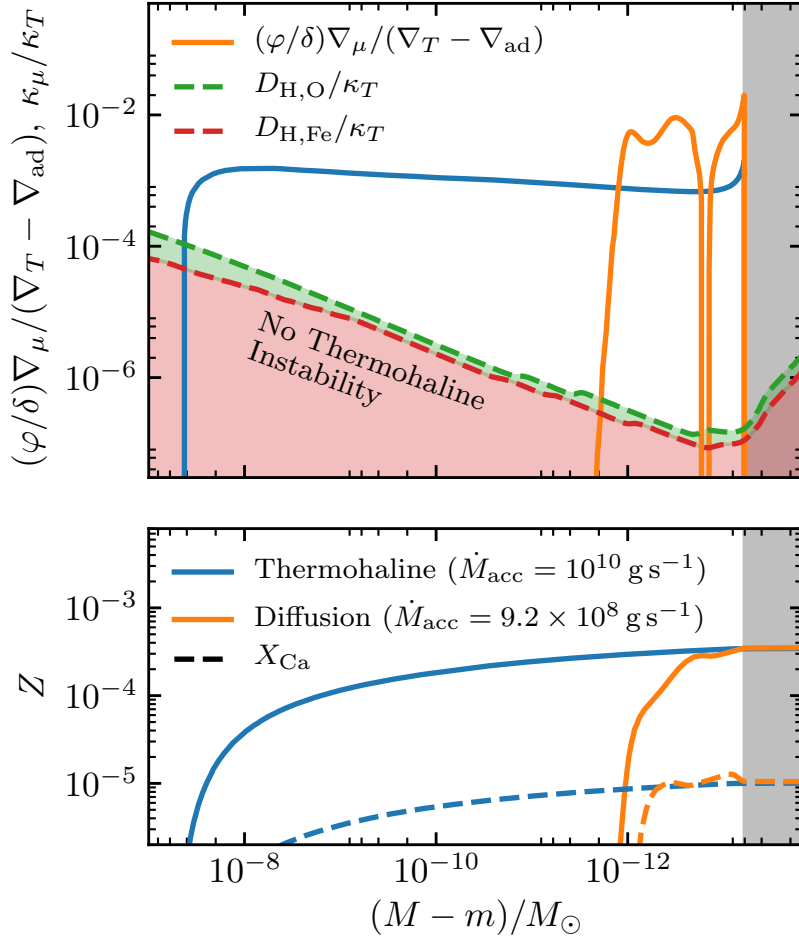 (φ/δ)∇_μ/(∇_T − ∇_ad), κ_μ/κ_T
10^−2
10^−4
10^−6
(φ/δ)∇_μ/(∇_T − ∇_ad)
D_H,O/κ_T
D_H,Fe/κ_T
No Thermohaline
Instability
Z
10^−3
10^−4
10^−5
Thermohaline (Ṁ_acc = 10^10 g s^−1)
Diffusion (Ṁ_acc = 9.2 × 10^8 g s^−1)
X_Ca
10^−8 10^−10 10^−12
(M − m)/M_⊙